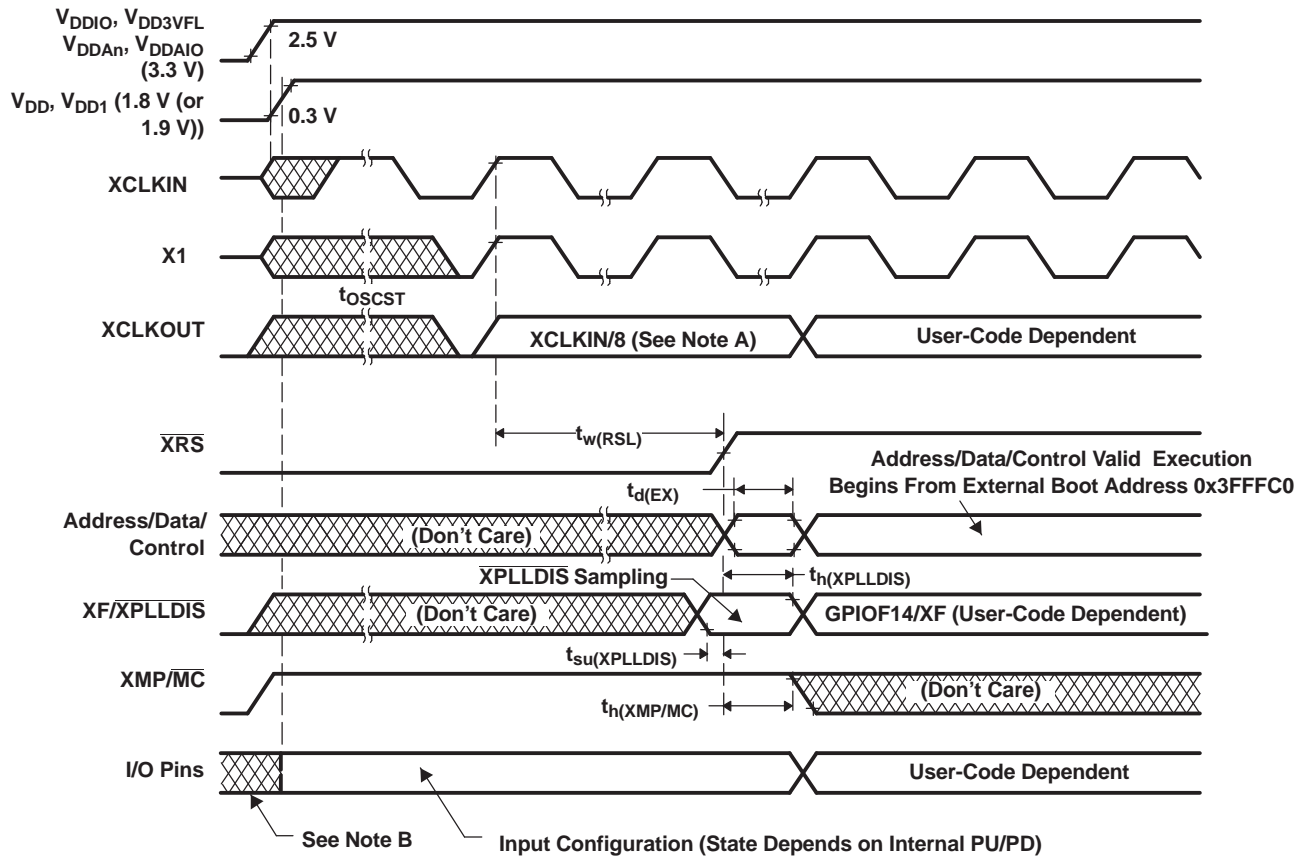 VDDIO, VDD3VFL
VDDAn, VDDAIO
(3.3 V)
2.5 V
VDD, VDD1 (1.8 V (or
1.9 V))
0.3 V
XCLKIN
X1
tOSCST
XCLKOUT
XCLKIN/8 (See Note A)
User-Code Dependent
XRS
tw(RSL)
Address/Data/Control Valid Execution
Begins From External Boot Address 0x3FFFC0
td(EX)
Address/Data/
Control
(Don't Care)
XPLLDIS Sampling
th(XPLLDIS)
XF/XPLLDIS
(Don't Care)
GPIOF14/XF (User-Code Dependent)
tsu(XPLLDIS)
XMP/MC
(Don't Care)
th(XMP/MC)
I/O Pins
User-Code Dependent
See Note B
Input Configuration (State Depends on Internal PU/PD)